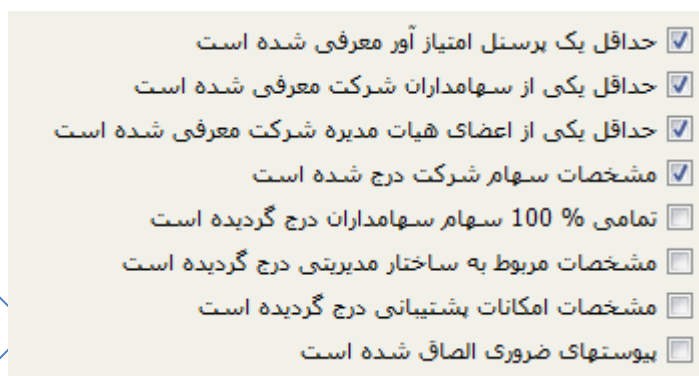 حداقل یک پرسنل امتیاز آور معرفی شده است
حداقل یکی از سهامداران شرکت معرفی شده است
حداقل یکی از اعضای هیات مدیره شرکت معرفی شده است
مشخصات سهام شرکت درج شده است
تمامی % 100 سهام سهامداران درج گردیده است
مشخصات مربوط به ساختار مدیریتی درج گردیده است
مشخصات امکانات پشتیبانی درج گردیده است
پیوستهای ضروری الصاق شده است